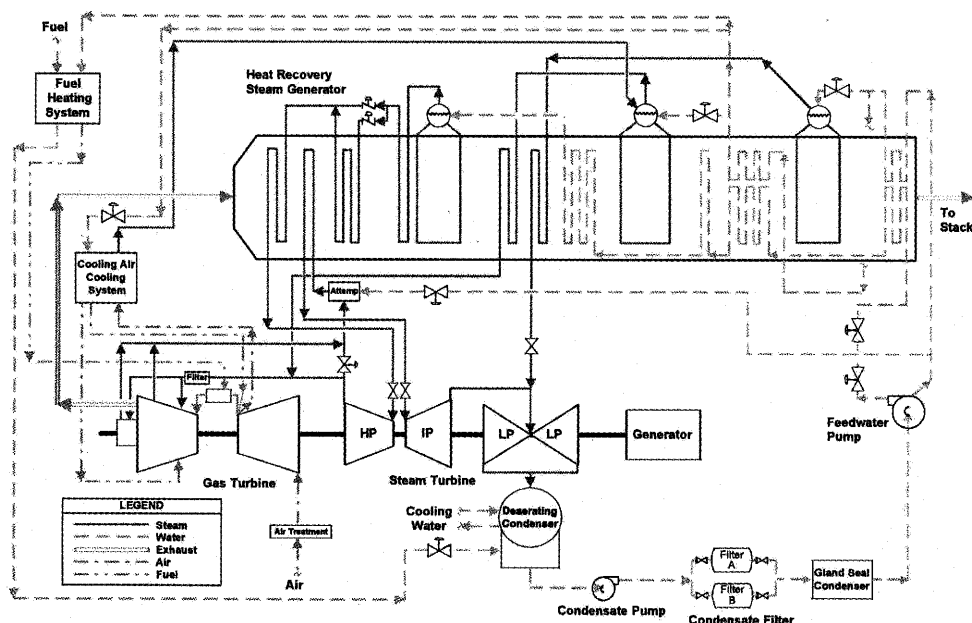 Fuel
Fuel
Heating
System
Heat Recovery
Steam Generator
To
Stack
Cooling Air
Cooling
System
Attemp
Filter
HP
IP
LP
LP
Generator
Feedwater
Pump
Gas Turbine
Steam Turbine
LEGEND
Steam
Water
Exhaust
Air
Fuel
Air Treatment
Air
Cooling
Water
Deaerating
Condenser
Condensate Pump
Filter
A
Filter
B
Condensate Filter
Gland Seal
Condenser